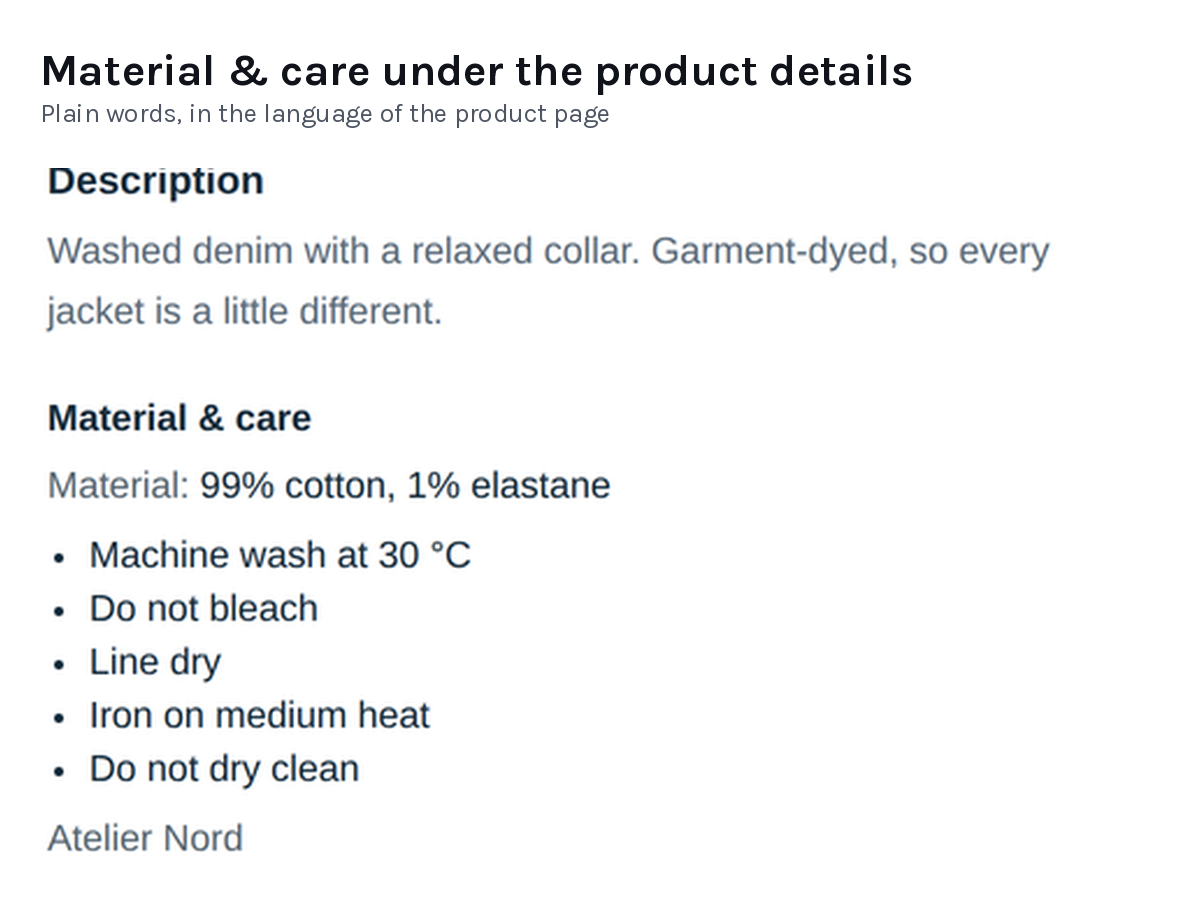 Material & care under the product details
Plain words, in the language of the product page
Description
Washed denim with a relaxed collar. Garment-dyed, so every
jacket is a little different.
Material & care
Material: 99% cotton, 1% elastane
• Machine wash at 30 °C
• Do not bleach
• Line dry
• Iron on medium heat
• Do not dry clean
Atelier Nord